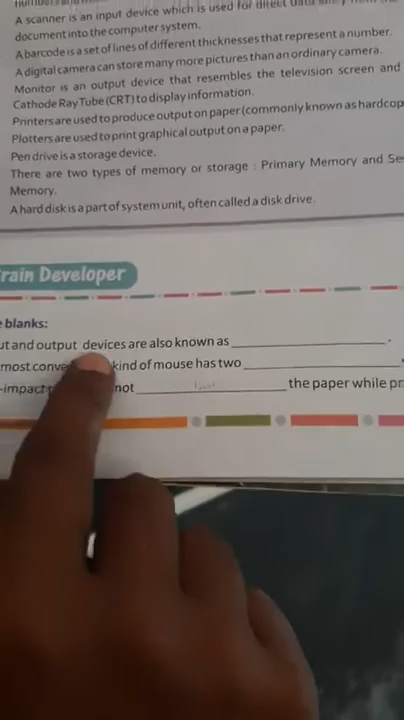 A scanner is an input device which is used for direct data
document into the computer system.
A barcode is a set of lines of different thicknesses that represent a number.
A digital camera can store many more pictures than an ordinary camera.
Monitor is an output device that resembles the television screen and
Cathode Ray Tube (CRT) to display information.
Printers are used to produce output on paper (commonly known as hardcop
Plotters are used to print graphical output on a paper.
Pen drive is a storage device.
There are two types of memory or storage : Primary Memory and Se
Memory.
A hard disk is a part of system unit, often called a disk drive.
rain Developer
blanks:
ut and output devices are also known as ____________________ .
most conve kind of mouse has two ____________________
-impact not ____________________ the paper while pr